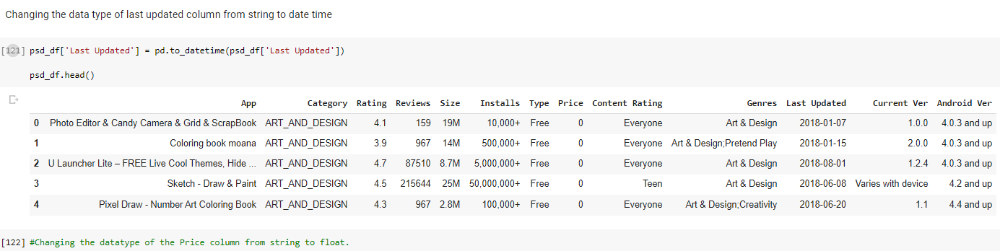 Changing the data type of last updated column from string to date time
[121] psd_df['Last Updated'] = pd.to_datetime(psd_df['Last Updated'])
psd_df.head()
App Category Rating Reviews Size Installs Type Price Content Rating Genres Last Updated Current Ver Android Ver
0 Photo Editor & Candy Camera & Grid & ScrapBook ART_AND_DESIGN 4.1 159 19M 10,000+ Free 0 Everyone Art & Design 2018-01-07 1.0.0 4.0.3 and up
1 Coloring book moana ART_AND_DESIGN 3.9 967 14M 500,000+ Free 0 Everyone Art & Design;Pretend Play 2018-01-15 2.0.0 4.0.3 and up
2 U Launcher Lite – FREE Live Cool Themes, Hide ... ART_AND_DESIGN 4.7 87510 8.7M 5,000,000+ Free 0 Everyone Art & Design 2018-08-01 1.2.4 4.0.3 and up
3 Sketch - Draw & Paint ART_AND_DESIGN 4.5 215644 25M 50,000,000+ Free 0 Teen Art & Design 2018-06-08 Varies with device 4.2 and up
4 Pixel Draw - Number Art Coloring Book ART_AND_DESIGN 4.3 967 2.8M 100,000+ Free 0 Everyone Art & Design;Creativity 2018-06-20 1.1 4.4 and up
[122] #Changing the datatype of the Price column from string to float.